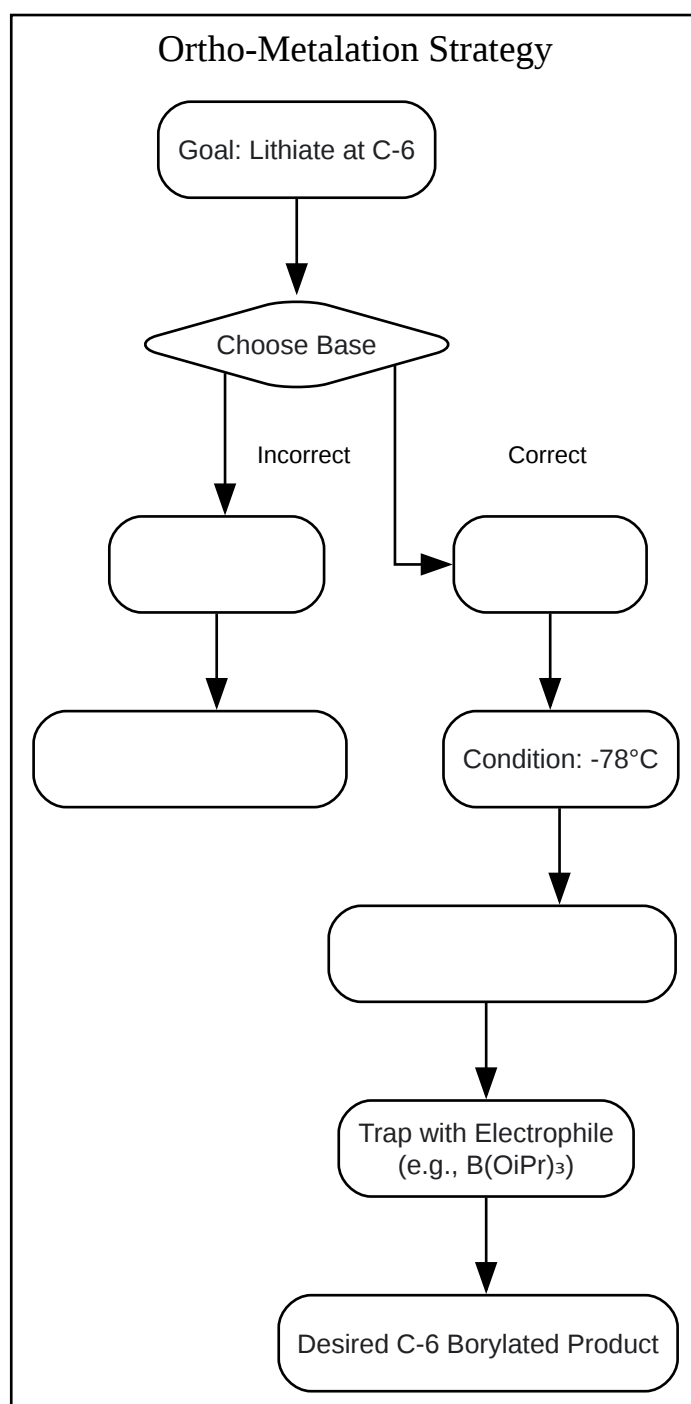 Ortho-Metalation Strategy
Goal: Lithiate at C-6
Choose Base
Incorrect
Correct
Condition: -78°C
Trap with Electrophile
(e.g., B(OiPr)₃)
Desired C-6 Borylated Product